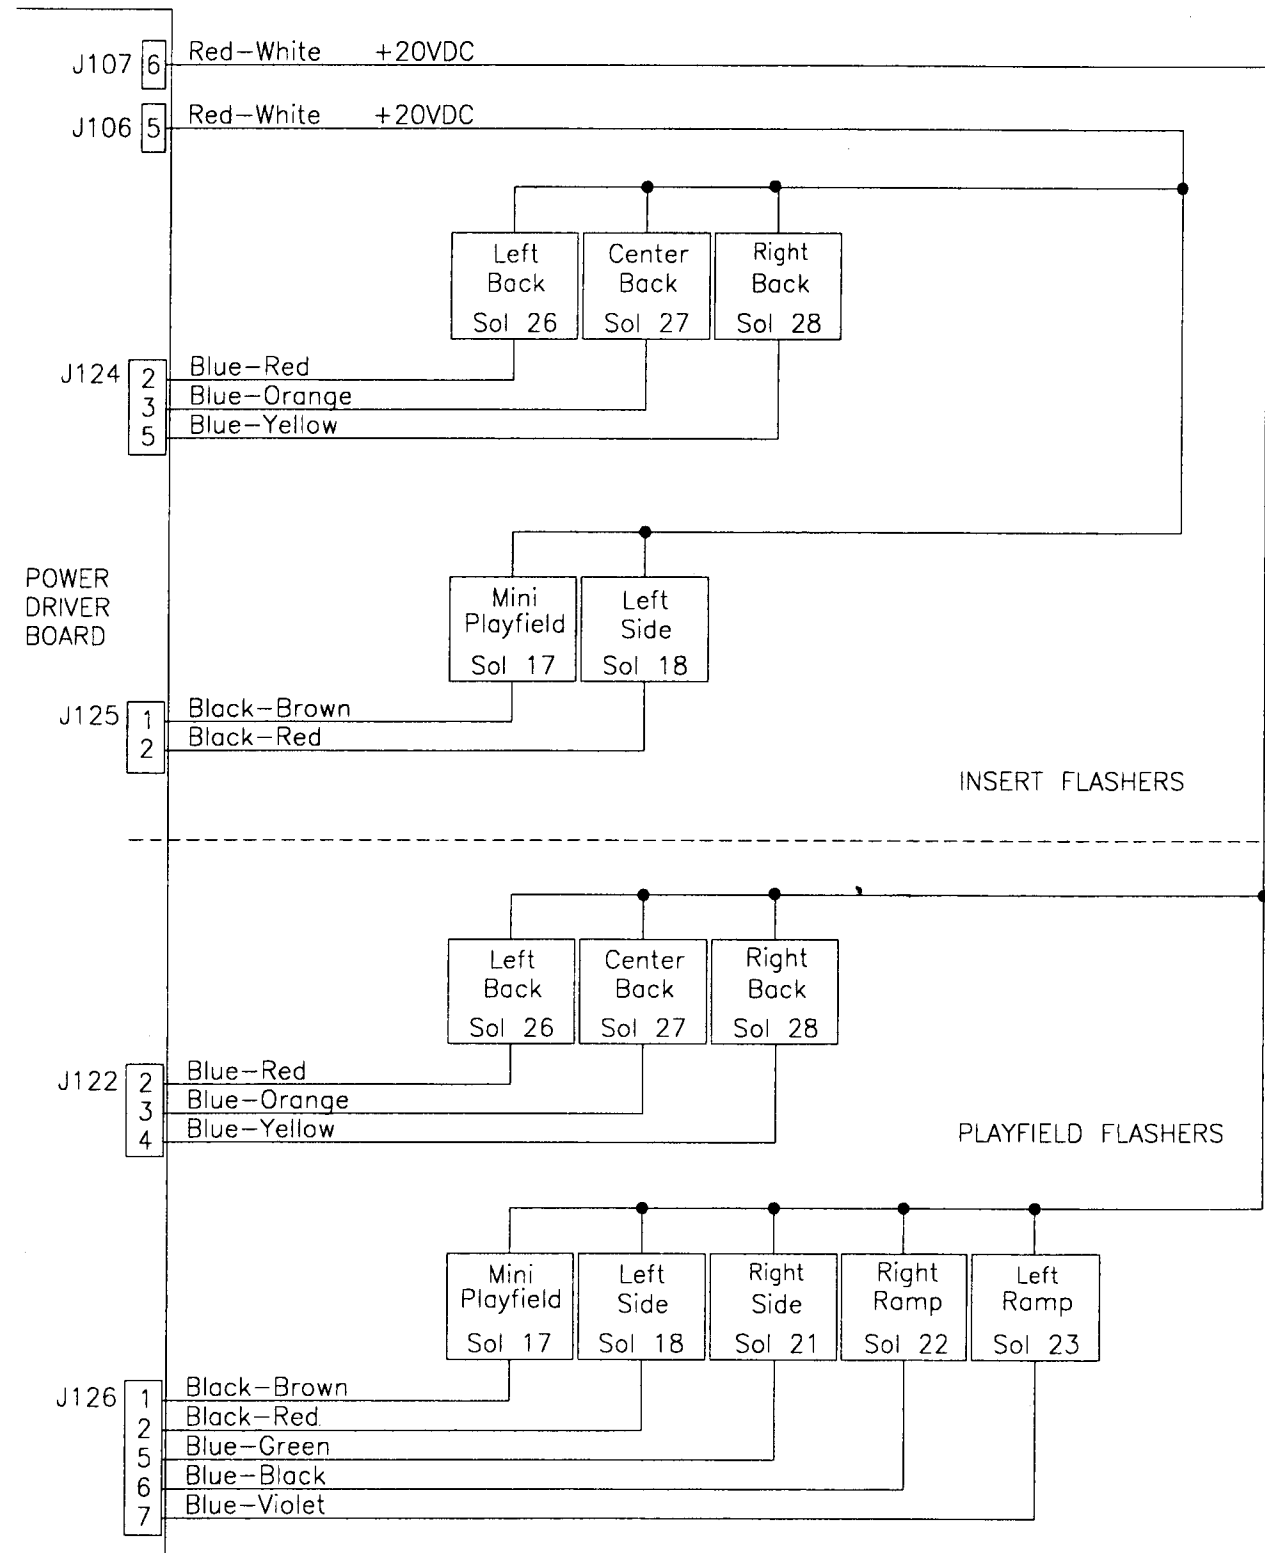 J107 6 Red-White +20VDC
J106 5 Red-White +20VDC
Left Back Sol 26
Center Back Sol 27
Right Back Sol 28
J124
2 Blue-Red
3 Blue-Orange
5 Blue-Yellow
POWER
DRIVER
BOARD
Mini Playfield Sol 17
Left Side Sol 18
J125
1 Black-Brown
2 Black-Red
INSERT FLASHERS
Left Back Sol 26
Center Back Sol 27
Right Back Sol 28
J122
2 Blue-Red
3 Blue-Orange
4 Blue-Yellow
PLAYFIELD FLASHERS
Mini Playfield Sol 17
Left Side Sol 18
Right Side Sol 21
Right Ramp Sol 22
Left Ramp Sol 23
J126
1 Black-Brown
2 Black-Red
5 Blue-Green
6 Blue-Black
7 Blue-Violet